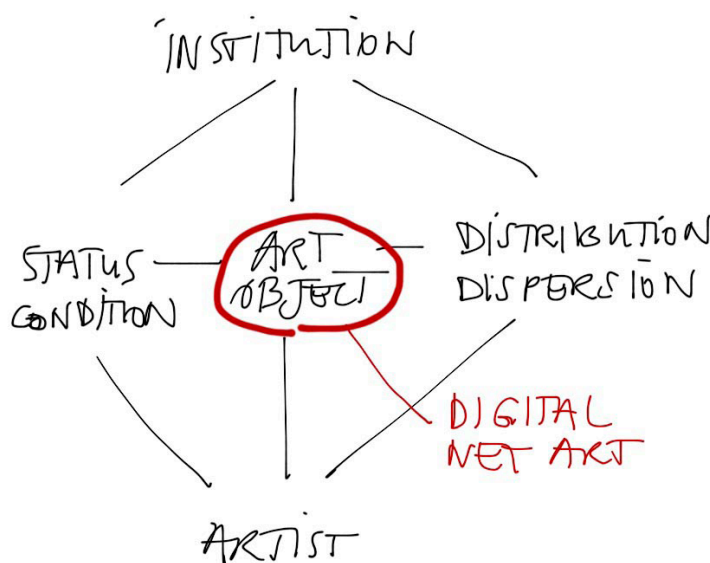 INSTITUTION
ART
OBJECT
STATUS
CONDITION
DISTRIBUTION
DISPERSION
DIGITAL
NET ART
ARTIST